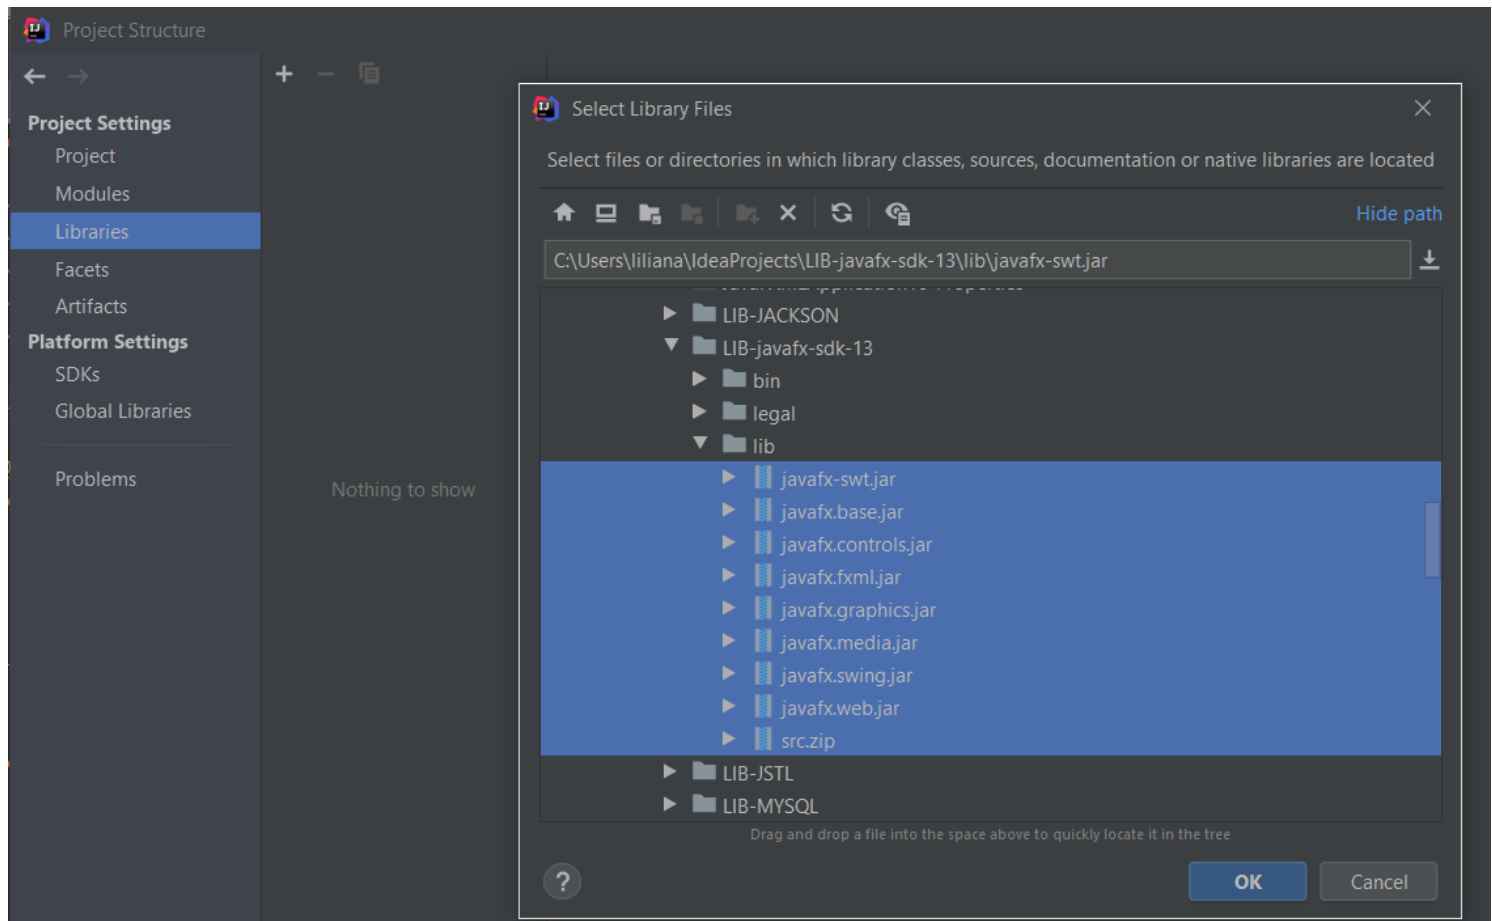 Project Structure
Project Settings
Project
Modules
Libraries
Facets
Artifacts
Platform Settings
SDKs
Global Libraries
Problems
Nothing to show
Select Library Files
Select files or directories in which library classes, sources, documentation or native libraries are located
Hide path
C:\Users\liliana\IdeaProjects\LIB-javafx-sdk-13\lib\javafx-swt.jar
LIB-JACKSON
LIB-javafx-sdk-13
bin
legal
lib
javafx-swt.jar
javafx.base.jar
javafx.controls.jar
javafx.fxml.jar
javafx.graphics.jar
javafx.media.jar
javafx.swing.jar
javafx.web.jar
src.zip
LIB-JSTL
LIB-MYSQL
Drag and drop a file into the space above to quickly locate it in the tree
?
OK
Cancel